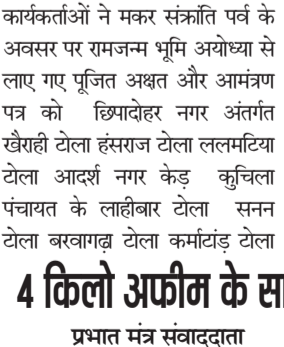 कार्यकर्ताओं ने मकर संक्रांति पर्व के
अवसर पर रामजन्म भूमि अयोध्या से
लाए गए पूजित अक्षत और आमंत्रण
पत्र को छिपादोहर नगर अंतर्गत
खैराही टोला हंसराज टोला ललमटिया
टोला आदर्श नगर केड़ कुचिला
पंचायत के लाहीबार टोला सनन
टोला बरवागढ़ा टोला कर्माटांड़ टोला
4 किलो अफीम के सा
प्रभात मंत्र संवाददाता